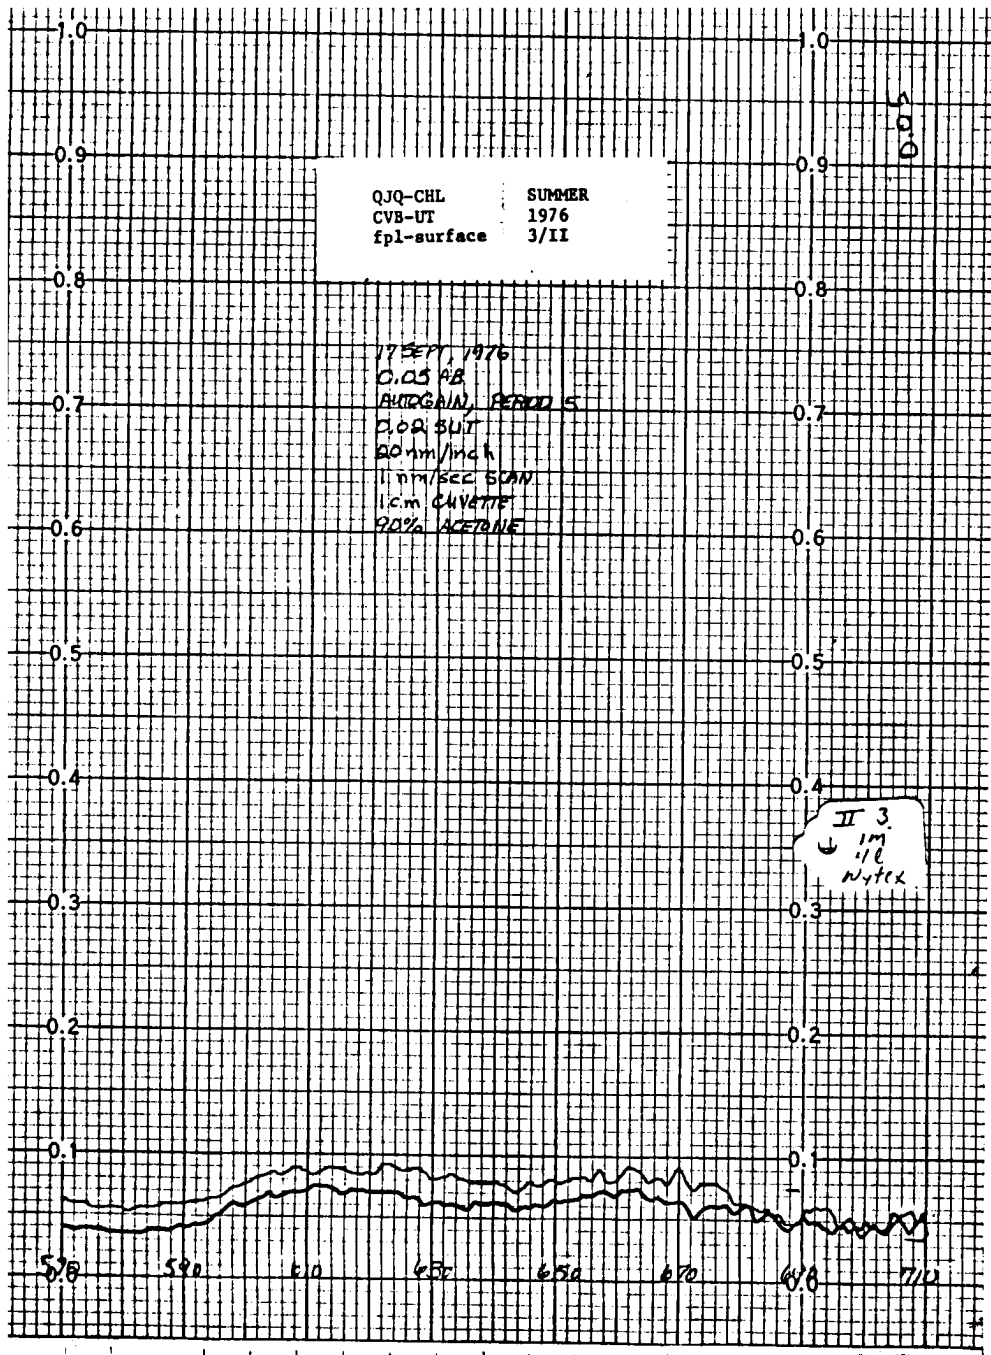 1.0 1.0
0.05
0.9 0.9
QJQ-CHL SUMMER
CVB-UT 1976
fpl-surface 3/II
0.8 0.8
17 SEPT, 1976
0.05 AB
AUTOGAIN, PERIOD 5
0.7 0.7
0.02 SLIT
20 nm/inch
1 nm/sec SCAN
1 cm CUVETTE
90% ACETONE
0.6 0.6
0.5 0.5
0.4 0.4
II 3
1m
4l
Nytex
0.3 0.3
0.2 0.2
0.1 0.1
570 590 610 630 650 670 690 710
0.0 0.0